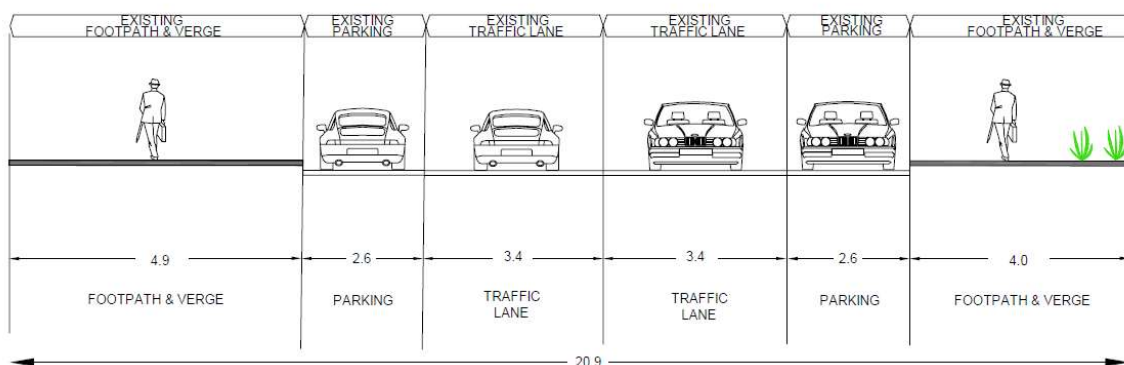 EXISTING
FOOTPATH & VERGE
EXISTING
PARKING
EXISTING
TRAFFIC LANE
EXISTING
TRAFFIC LANE
EXISTING
PARKING
EXISTING
FOOTPATH & VERGE
4.9
2.6
3.4
3.4
2.6
4.0
FOOTPATH & VERGE
PARKING
TRAFFIC
LANE
TRAFFIC
LANE
PARKING
FOOTPATH & VERGE
20.9